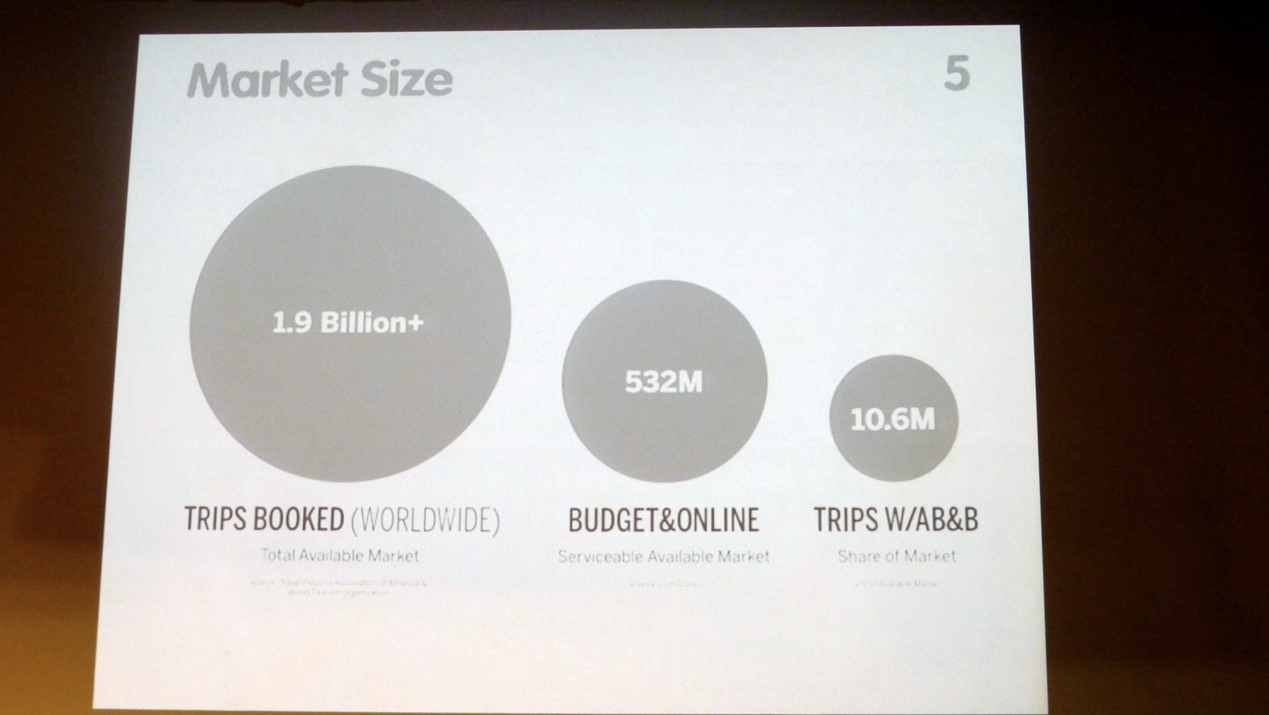 Market Size
5
1.9 Billion+
532M
10.6M
TRIPS BOOKED (WORLDWIDE)
Total Available Market
BUDGET&ONLINE
Serviceable Available Market
TRIPS W/AB&B
Share of Market